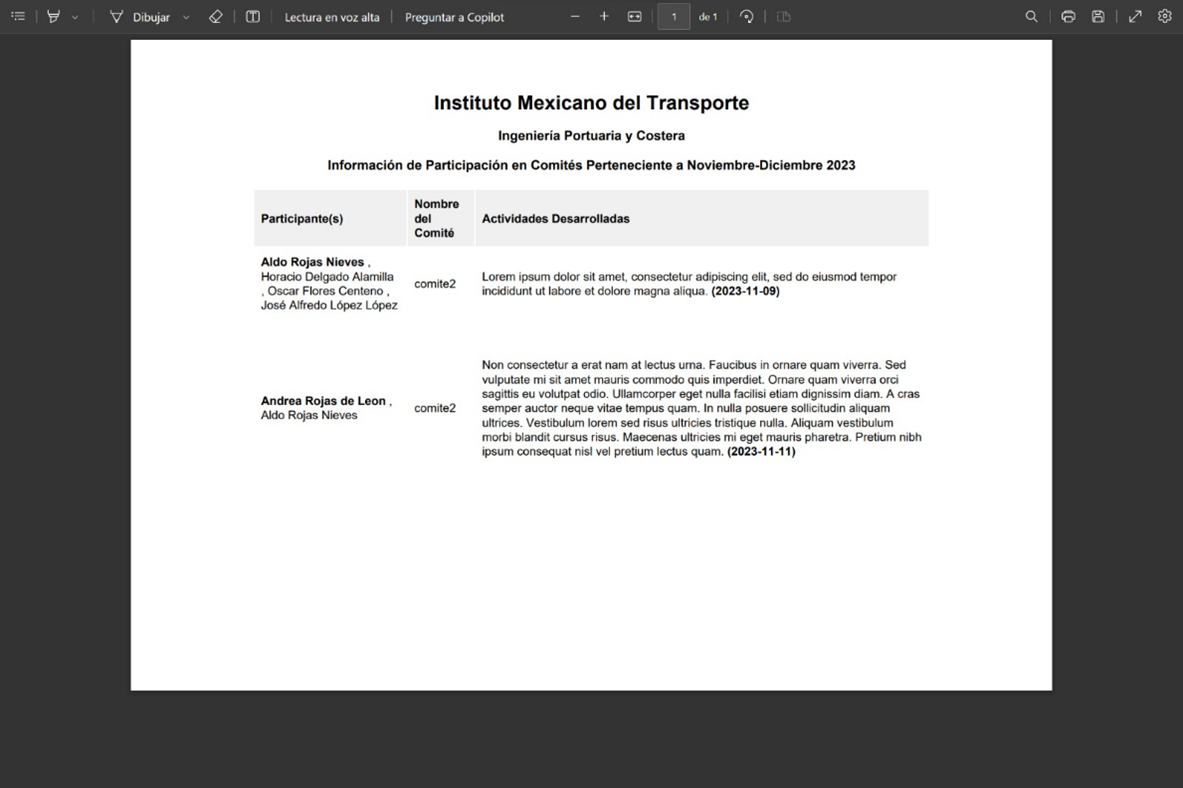 Dibujar
Lectura en voz alta
Preguntar a Copilot
1
de 1
Instituto Mexicano del Transporte
Ingeniería Portuaria y Costera
Información de Participación en Comités Perteneciente a Noviembre-Diciembre 2023
Participante(s)
Nombre
del
Comité
Actividades Desarrolladas
Aldo Rojas Nieves ,
Horacio Delgado Alamilla
, Oscar Flores Centeno ,
José Alfredo López López
comite2
Lorem ipsum dolor sit amet, consectetur adipiscing elit, sed do eiusmod tempor
incididunt ut labore et dolore magna aliqua. (2023-11-09)
Andrea Rojas de Leon ,
Aldo Rojas Nieves
comite2
Non consectetur a erat nam at lectus urna. Faucibus in ornare quam viverra. Sed
vulputate mi sit amet mauris commodo quis imperdiet. Ornare quam viverra orci
sagittis eu volutpat odio. Ullamcorper eget nulla facilisi etiam dignissim diam. A cras
semper auctor neque vitae tempus quam. In nulla posuere sollicitudin aliquam
ultrices. Vestibulum lorem sed risus ultricies tristique nulla. Aliquam vestibulum
morbi blandit cursus risus. Maecenas ultricies mi eget mauris pharetra. Pretium nibh
ipsum consequat nisl vel pretium lectus quam. (2023-11-11)